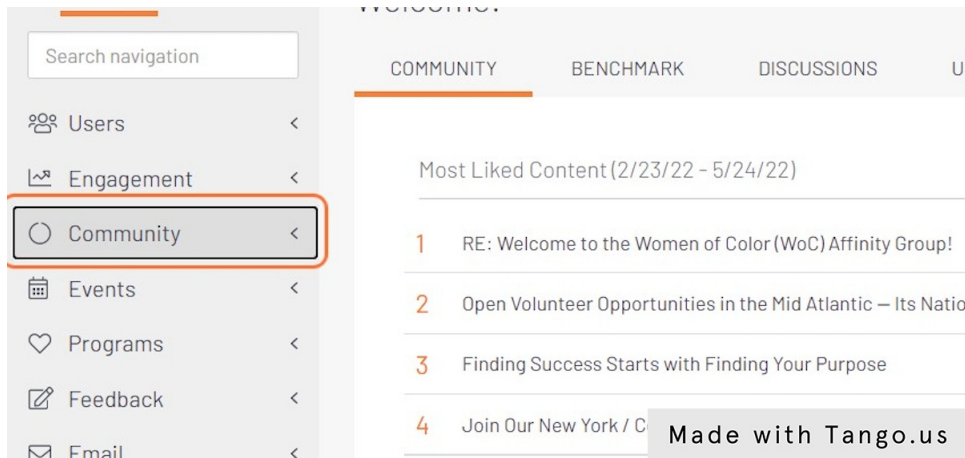 Welcome!
Search navigation
COMMUNITY BENCHMARK DISCUSSIONS U
Users
Engagement
Community
Events
Programs
Feedback
Email
Most Liked Content (2/23/22 - 5/24/22)
1 RE: Welcome to the Women of Color (WoC) Affinity Group!
2 Open Volunteer Opportunities in the Mid Atlantic — Its Natio
3 Finding Success Starts with Finding Your Purpose
4 Join Our New York / C
Made with Tango.us